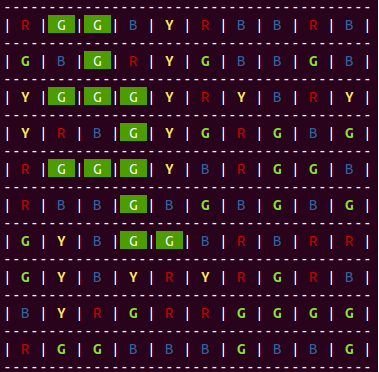 | R | G | G | B | Y | R | B | B | R | B |
| G | B | G | R | Y | G | B | B | G | B |
| Y | G | G | G | Y | R | Y | B | R | Y |
| Y | R | B | G | Y | G | R | G | B | G |
| R | G | G | G | Y | B | R | G | G | B |
| R | B | B | G | B | G | B | G | B | G |
| G | Y | B | G | G | B | R | B | R | R |
| G | Y | B | Y | R | Y | R | G | R | B |
| B | Y | R | G | R | R | G | G | G | G |
| R | G | G | B | B | B | G | B | B | G |